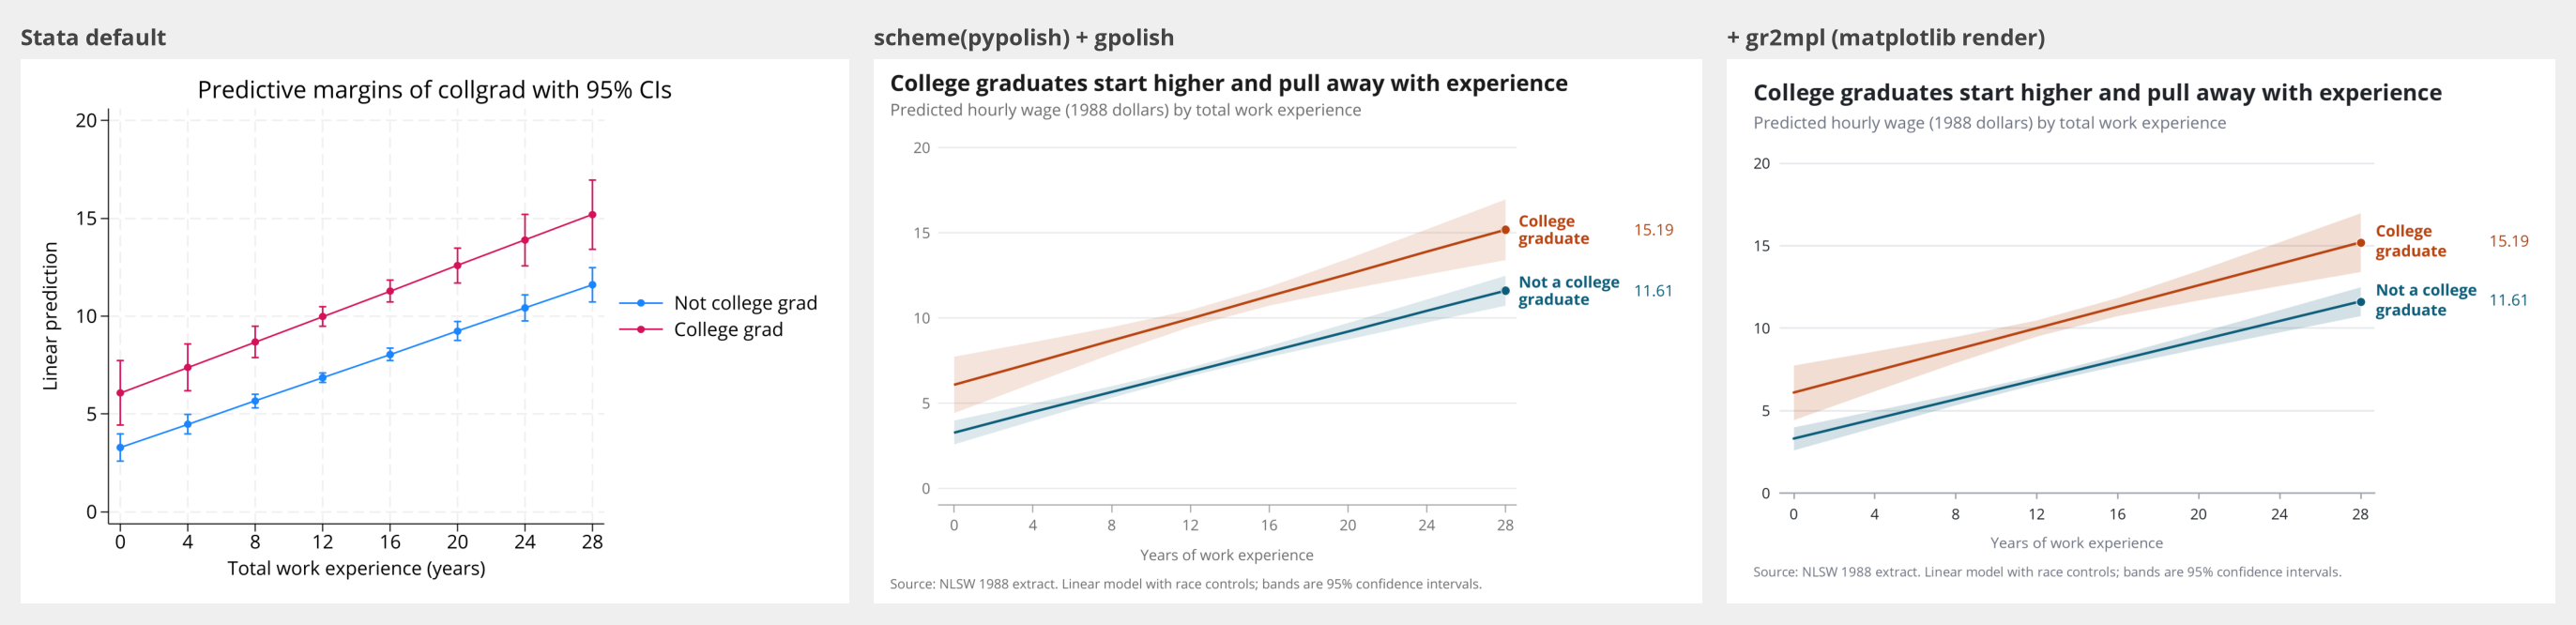 Stata default
Predictive margins of collgrad with 95% CIs
Linear prediction
20
15
10
5
0
0 4 8 12 16 20 24 28
Total work experience (years)
Not college grad
College grad
scheme(pypolish) + gpolish
College graduates start higher and pull away with experience
Predicted hourly wage (1988 dollars) by total work experience
20
15
10
5
0
College
graduate
15.19
Not a college
graduate
11.61
0 4 8 12 16 20 24 28
Years of work experience
Source: NLSW 1988 extract. Linear model with race controls; bands are 95% confidence intervals.
+ gr2mpl (matplotlib render)
College graduates start higher and pull away with experience
Predicted hourly wage (1988 dollars) by total work experience
20
15
10
5
0
College
graduate
15.19
Not a college
graduate
11.61
0 4 8 12 16 20 24 28
Years of work experience
Source: NLSW 1988 extract. Linear model with race controls; bands are 95% confidence intervals.